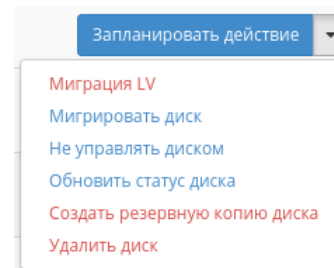 Запланировать действие
Миграция LV
Мигрировать диск
Не управлять диском
Обновить статус диска
Создать резервную копию диска
Удалить диск